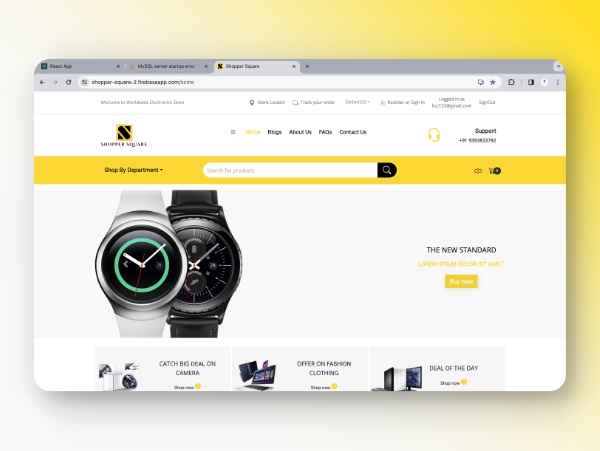 React App
MySQL server startup error
Shopper Square
shopper-square-2.firebaseapp.com/home
Welcome to Worldwide Electronics Store
Store Locator
Track your order
Dollar(US)
Register or Sign In
Logged in as
SignOut
SHOPPER SQUARE
Home
Blogs
About Us
FAQs
Contact Us
Support
+91 9393833782
Shop By Department
Search for products
THE NEW STANDARD
LOREM IPSUM DOLOR SIT AME T.
Buy Now
CATCH BIG DEAL ON
CAMERA
Shop now
OFFER ON FASHION
CLOTHING
Shop now
DEAL OF THE DAY
Shop now